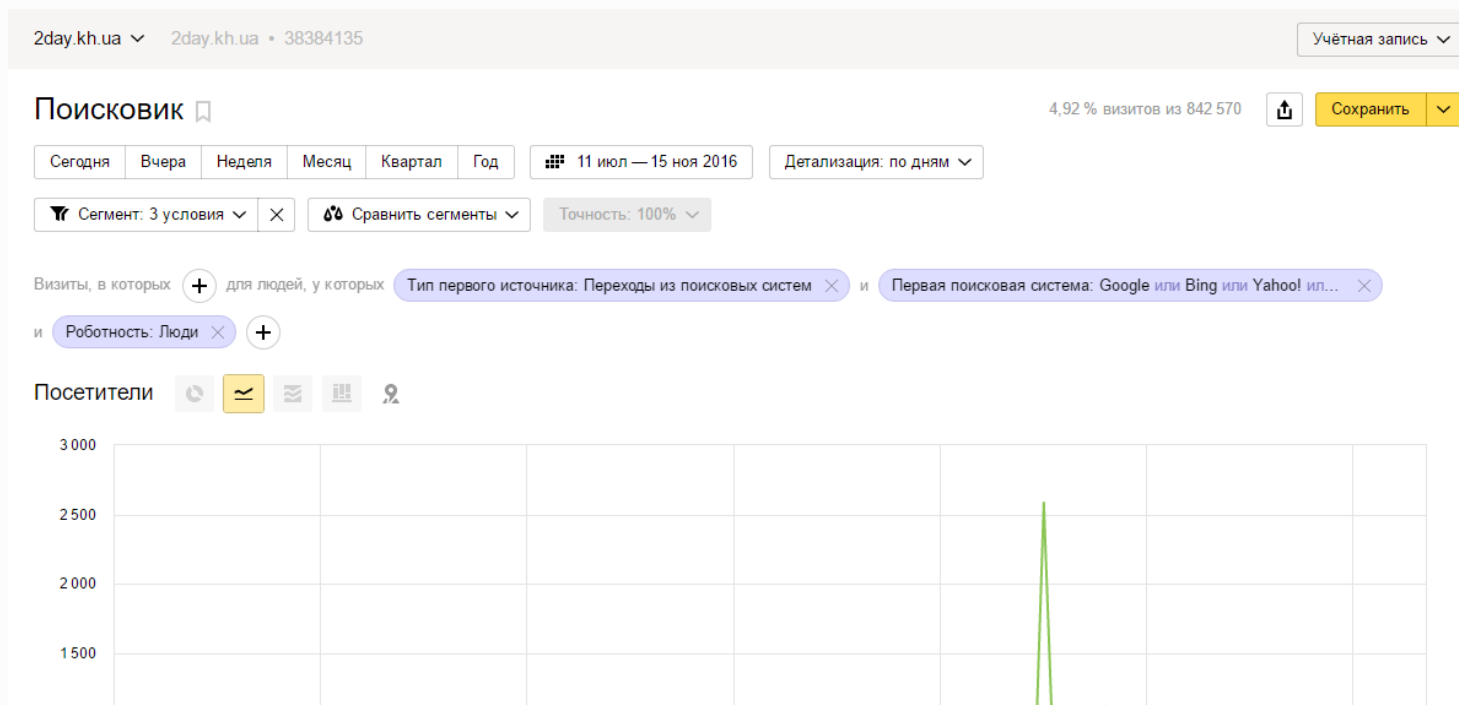 2day.kh.ua 2day.kh.ua • 38384135 Учётная запись
Поисковик 4,92 % визитов из 842 570 Сохранить
Сегодня Вчера Неделя Месяц Квартал Год 11 июл — 15 ноя 2016 Детализация: по дням
Сегмент: 3 условия Сравнить сегменты Точность: 100%
Визиты, в которых + для людей, у которых Тип первого источника: Переходы из поисковых систем и Первая поисковая система: Google или Bing или Yahoo! ил...
и Роботность: Люди +
Посетители
3 000
2 500
2 000
1 500